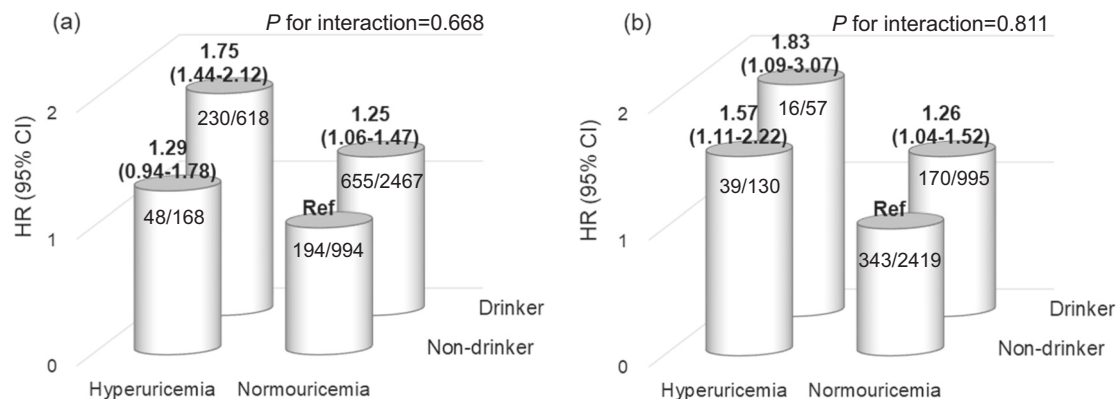 (a)
P for interaction=0.668
HR (95% CI)
2
1
0
1.75
(1.44-2.12)
230/618
1.25
(1.06-1.47)
655/2467
1.29
(0.94-1.78)
48/168
Ref
194/994
Drinker
Non-drinker
Hyperuricemia
Normouricemia
(b)
P for interaction=0.811
HR (95% CI)
2
1
0
1.83
(1.09-3.07)
16/57
1.57
(1.11-2.22)
39/130
1.26
(1.04-1.52)
170/995
Ref
343/2419
Drinker
Non-drinker
Hyperuricemia
Normouricemia